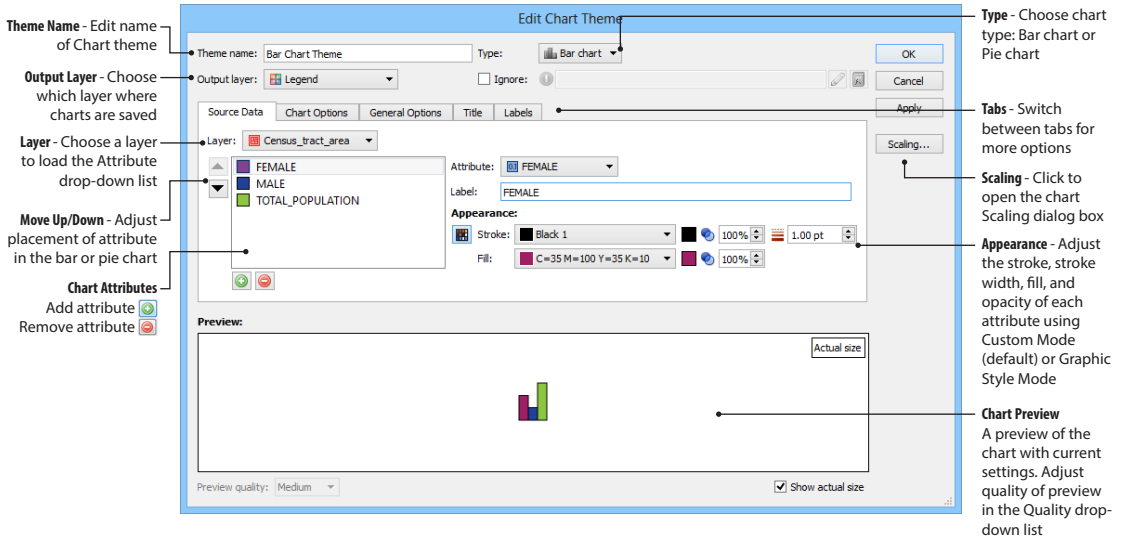 Edit Chart Theme
Theme Name - Edit name
of Chart theme
Output Layer - Choose
which layer where
charts are saved
Layer - Choose a layer
to load the Attribute
drop-down list
Move Up/Down - Adjust
placement of attribute
in the bar or pie chart
Chart Attributes
Add attribute
Remove attribute
Theme name: Bar Chart Theme Type: Bar chart OK
Output layer: Legend Ignore: Cancel
Source Data Chart Options General Options Title Labels Apply
Layer: Census_tract_area Scaling...
FEMALE
MALE
TOTAL_POPULATION
Attribute: 0.1 FEMALE
Label: FEMALE
Appearance:
Stroke: Black 1 100% 1.00 pt
Fill: C=35 M=100 Y=35 K=10 100%
Preview:
Actual size
Preview quality: Medium Show actual size
Type - Choose chart
type: Bar chart or
Pie chart
Tabs - Switch
between tabs for
more options
Scaling - Click to
open the chart
Scaling dialog box
Appearance - Adjust
the stroke, stroke
width, fill, and
opacity of each
attribute using
Custom Mode
(default) or Graphic
Style Mode
Chart Preview
A preview of the
chart with current
settings. Adjust
quality of preview
in the Quality drop-
down list